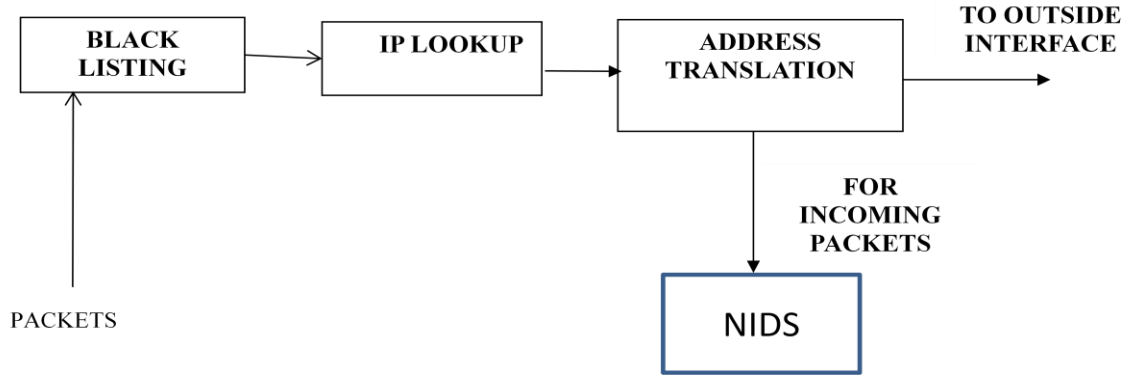 BLACK
LISTING
IP LOOKUP
ADDRESS
TRANSLATION
TO OUTSIDE
INTERFACE
FOR
INCOMING
PACKETS
PACKETS
NIDS